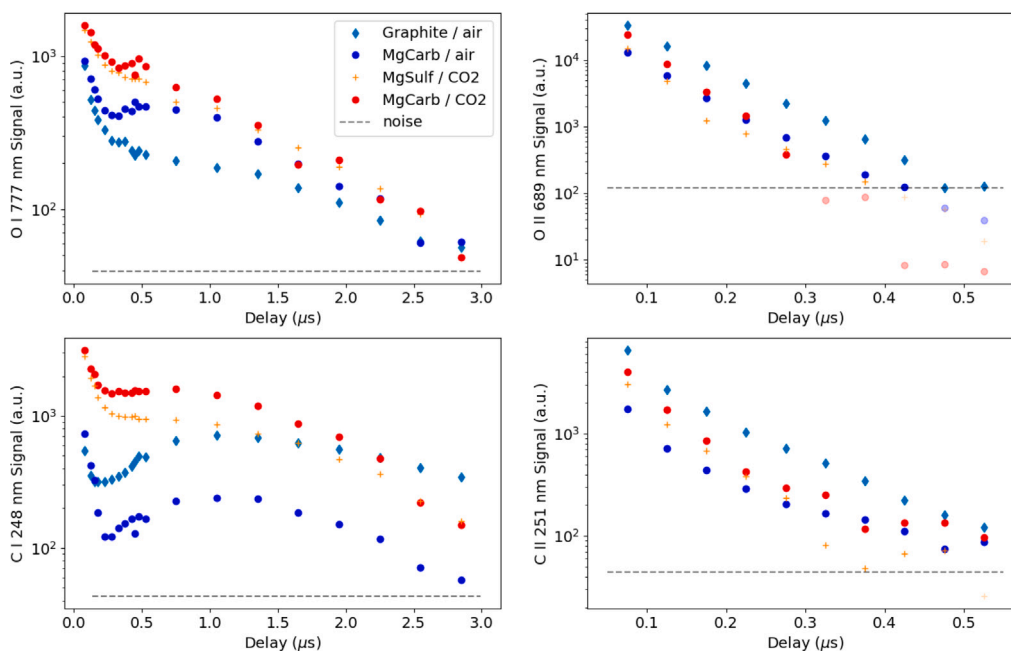 O I 777 nm Signal (a.u.)
10³
10²
0.0 0.5 1.0 1.5 2.0 2.5 3.0
Delay (μs)
Graphite / air
MgCarb / air
MgSulf / CO2
MgCarb / CO2
noise
O II 689 nm Signal (a.u.)
10⁴
10³
10²
10¹
0.1 0.2 0.3 0.4 0.5
Delay (μs)
C I 248 nm Signal (a.u.)
10³
10²
0.0 0.5 1.0 1.5 2.0 2.5 3.0
Delay (μs)
C II 251 nm Signal (a.u.)
10³
10²
0.1 0.2 0.3 0.4 0.5
Delay (μs)